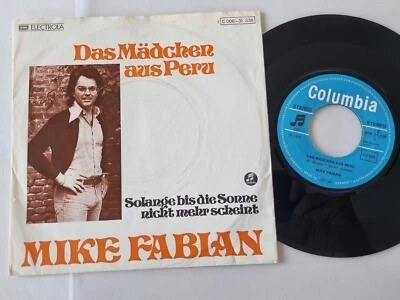 EMI ELECTROLA
Das Mädchen
aus Peru
Solange bis die Sonne
nicht mehr scheint
MIKE FABIAN
Columbia
STEREO
DAS MÄDCHEN AUS PERU
MIKE FABIAN